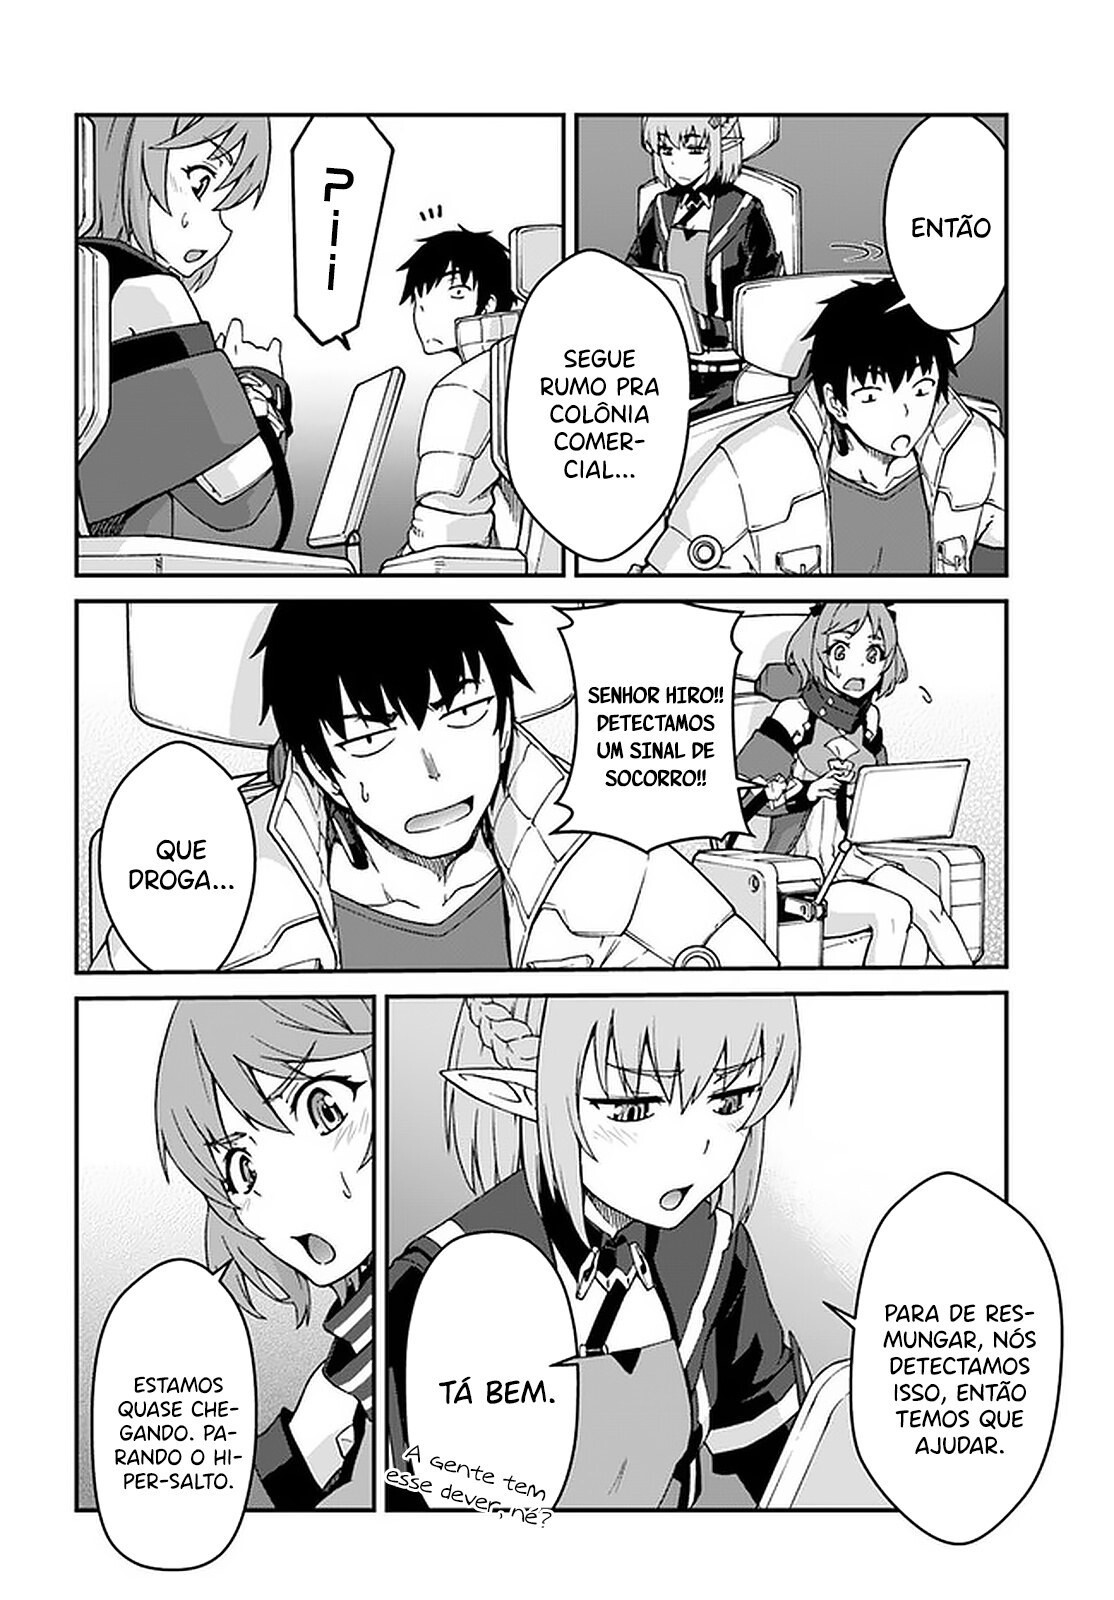 ENTÃO
SEGUE
RUMO PRA
COLÔNIA
COMER-
CIAL...
Piii
SENHOR HIRO!!
DETECTAMOS
UM SINAL DE
SOCORRO!!
QUE
DROGA...
PARA DE RES-
MUNGAR, NÓS
DETECTAMOS
ISSO, ENTÃO
TEMOS QUE
AJUDAR.
TÁ BEM.
A gente tem
esse dever, né?
ESTAMOS
QUASE CHE-
GANDO. PA-
RANDO O HI-
PER-SALTO.